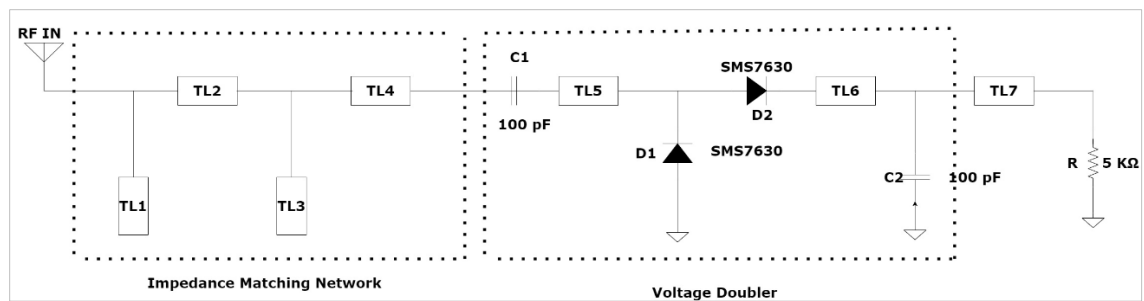 RF IN
C1
SMS7630
TL2
TL4
TL5
TL6
TL7
100 pF
D2
D1
SMS7630
R
5 KΩ
C2
100 pF
TL1
TL3
Impedance Matching Network
Voltage Doubler